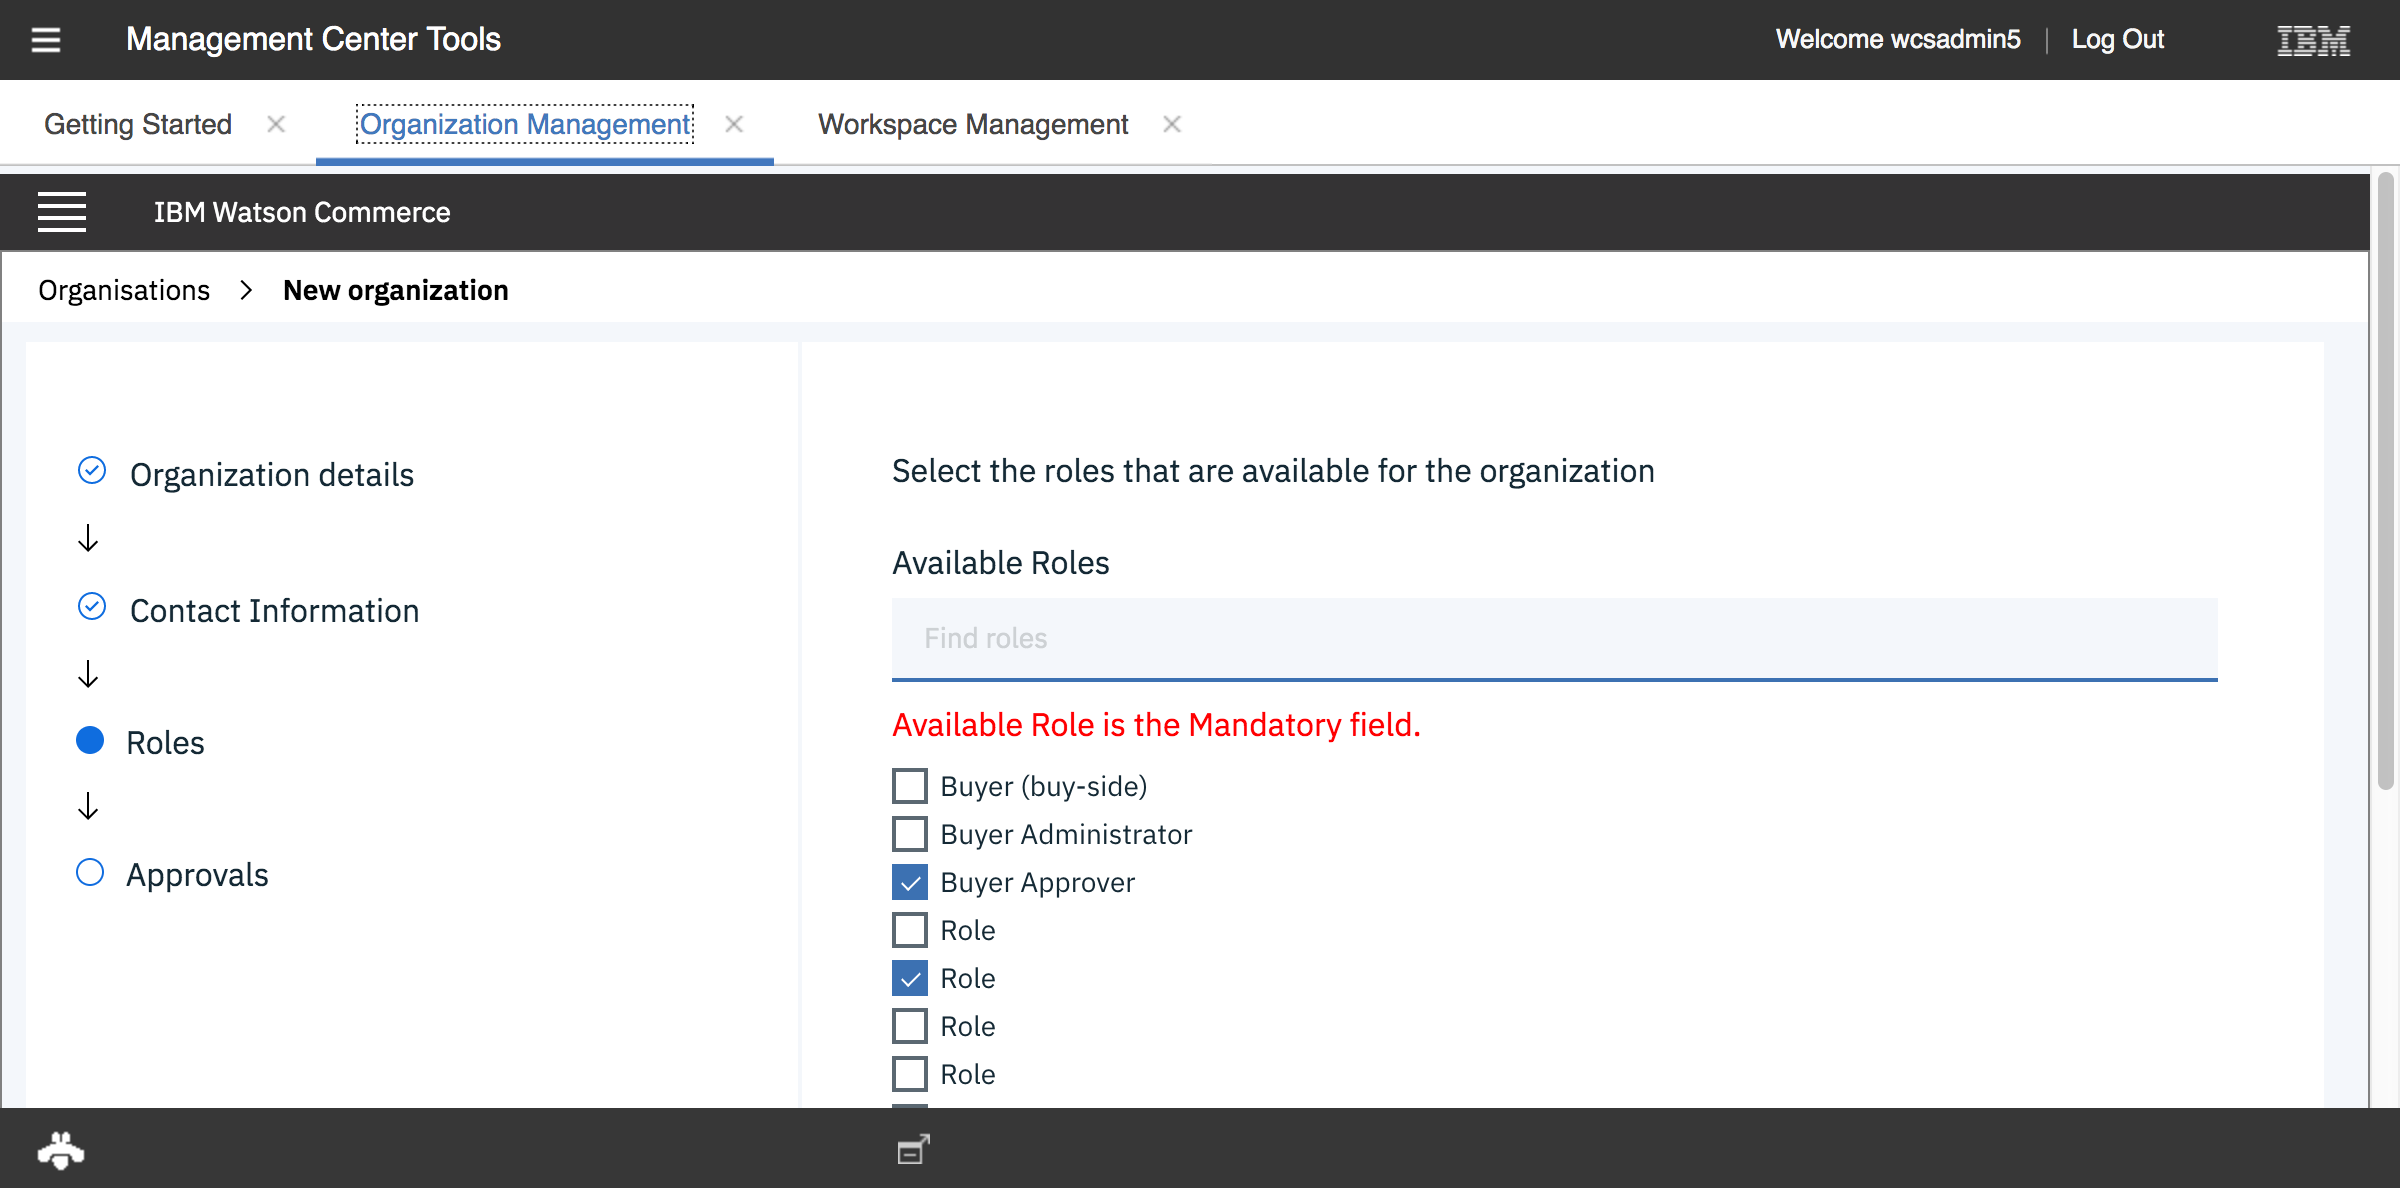 Management Center Tools
Welcome wcsadmin5 | Log Out
IBM
Getting Started
Organization Management
Workspace Management
IBM Watson Commerce
Organisations > New organization
Organization details
Contact Information
Roles
Approvals
Select the roles that are available for the organization
Available Roles
Find roles
Available Role is the Mandatory field.
Buyer (buy-side)
Buyer Administrator
Buyer Approver
Role
Role
Role
Role